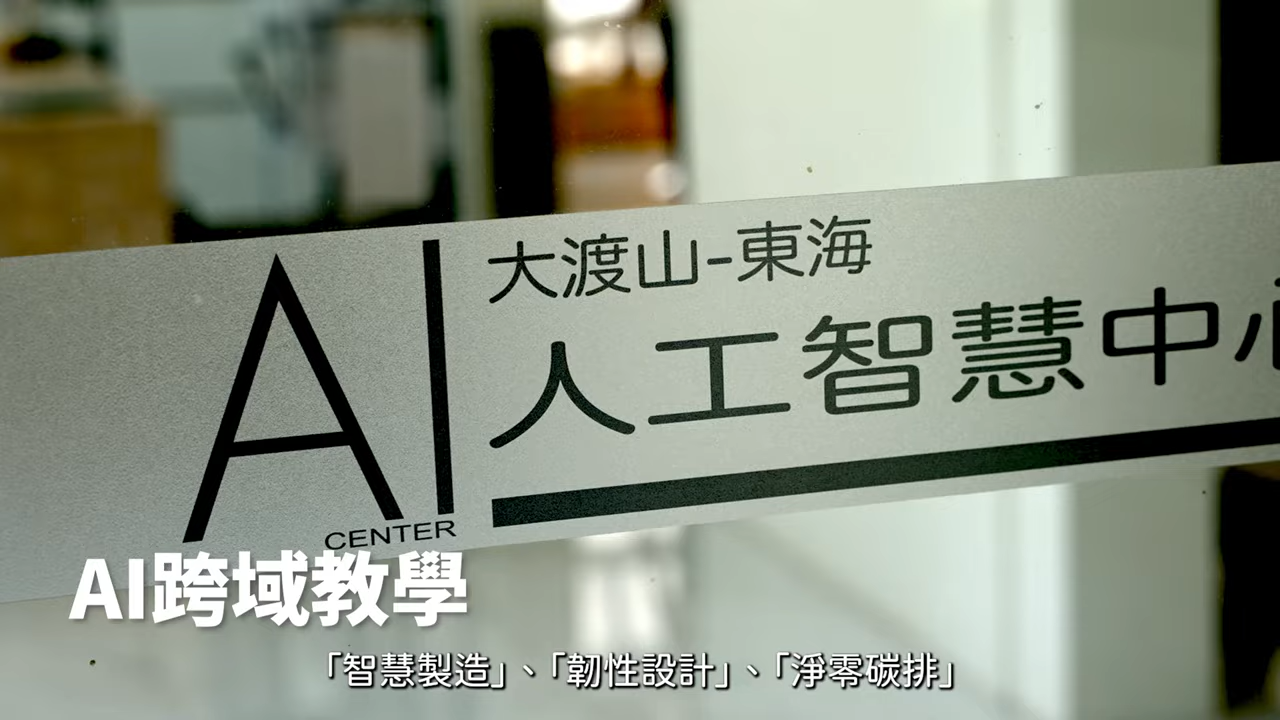 AI
CENTER
大渡山-東海
人工智慧中心
AI跨域教學
「智慧製造」、「韌性設計」、「淨零碳排」